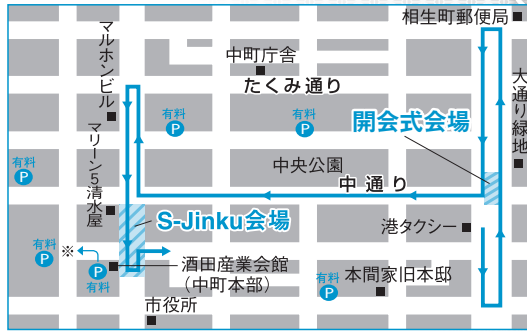 相生町郵便局
マルホンビル
中町庁舎
たくみ通り
大通り緑地
有料
P
有料
P
開会式会場
有料
P
中央公園
中通り
マリーン5清水屋
S-Jinku会場
港タクシー
有料
P
※
P
有料
酒田産業会館
(中町本部)
有料
P
本間家旧本邸
市役所